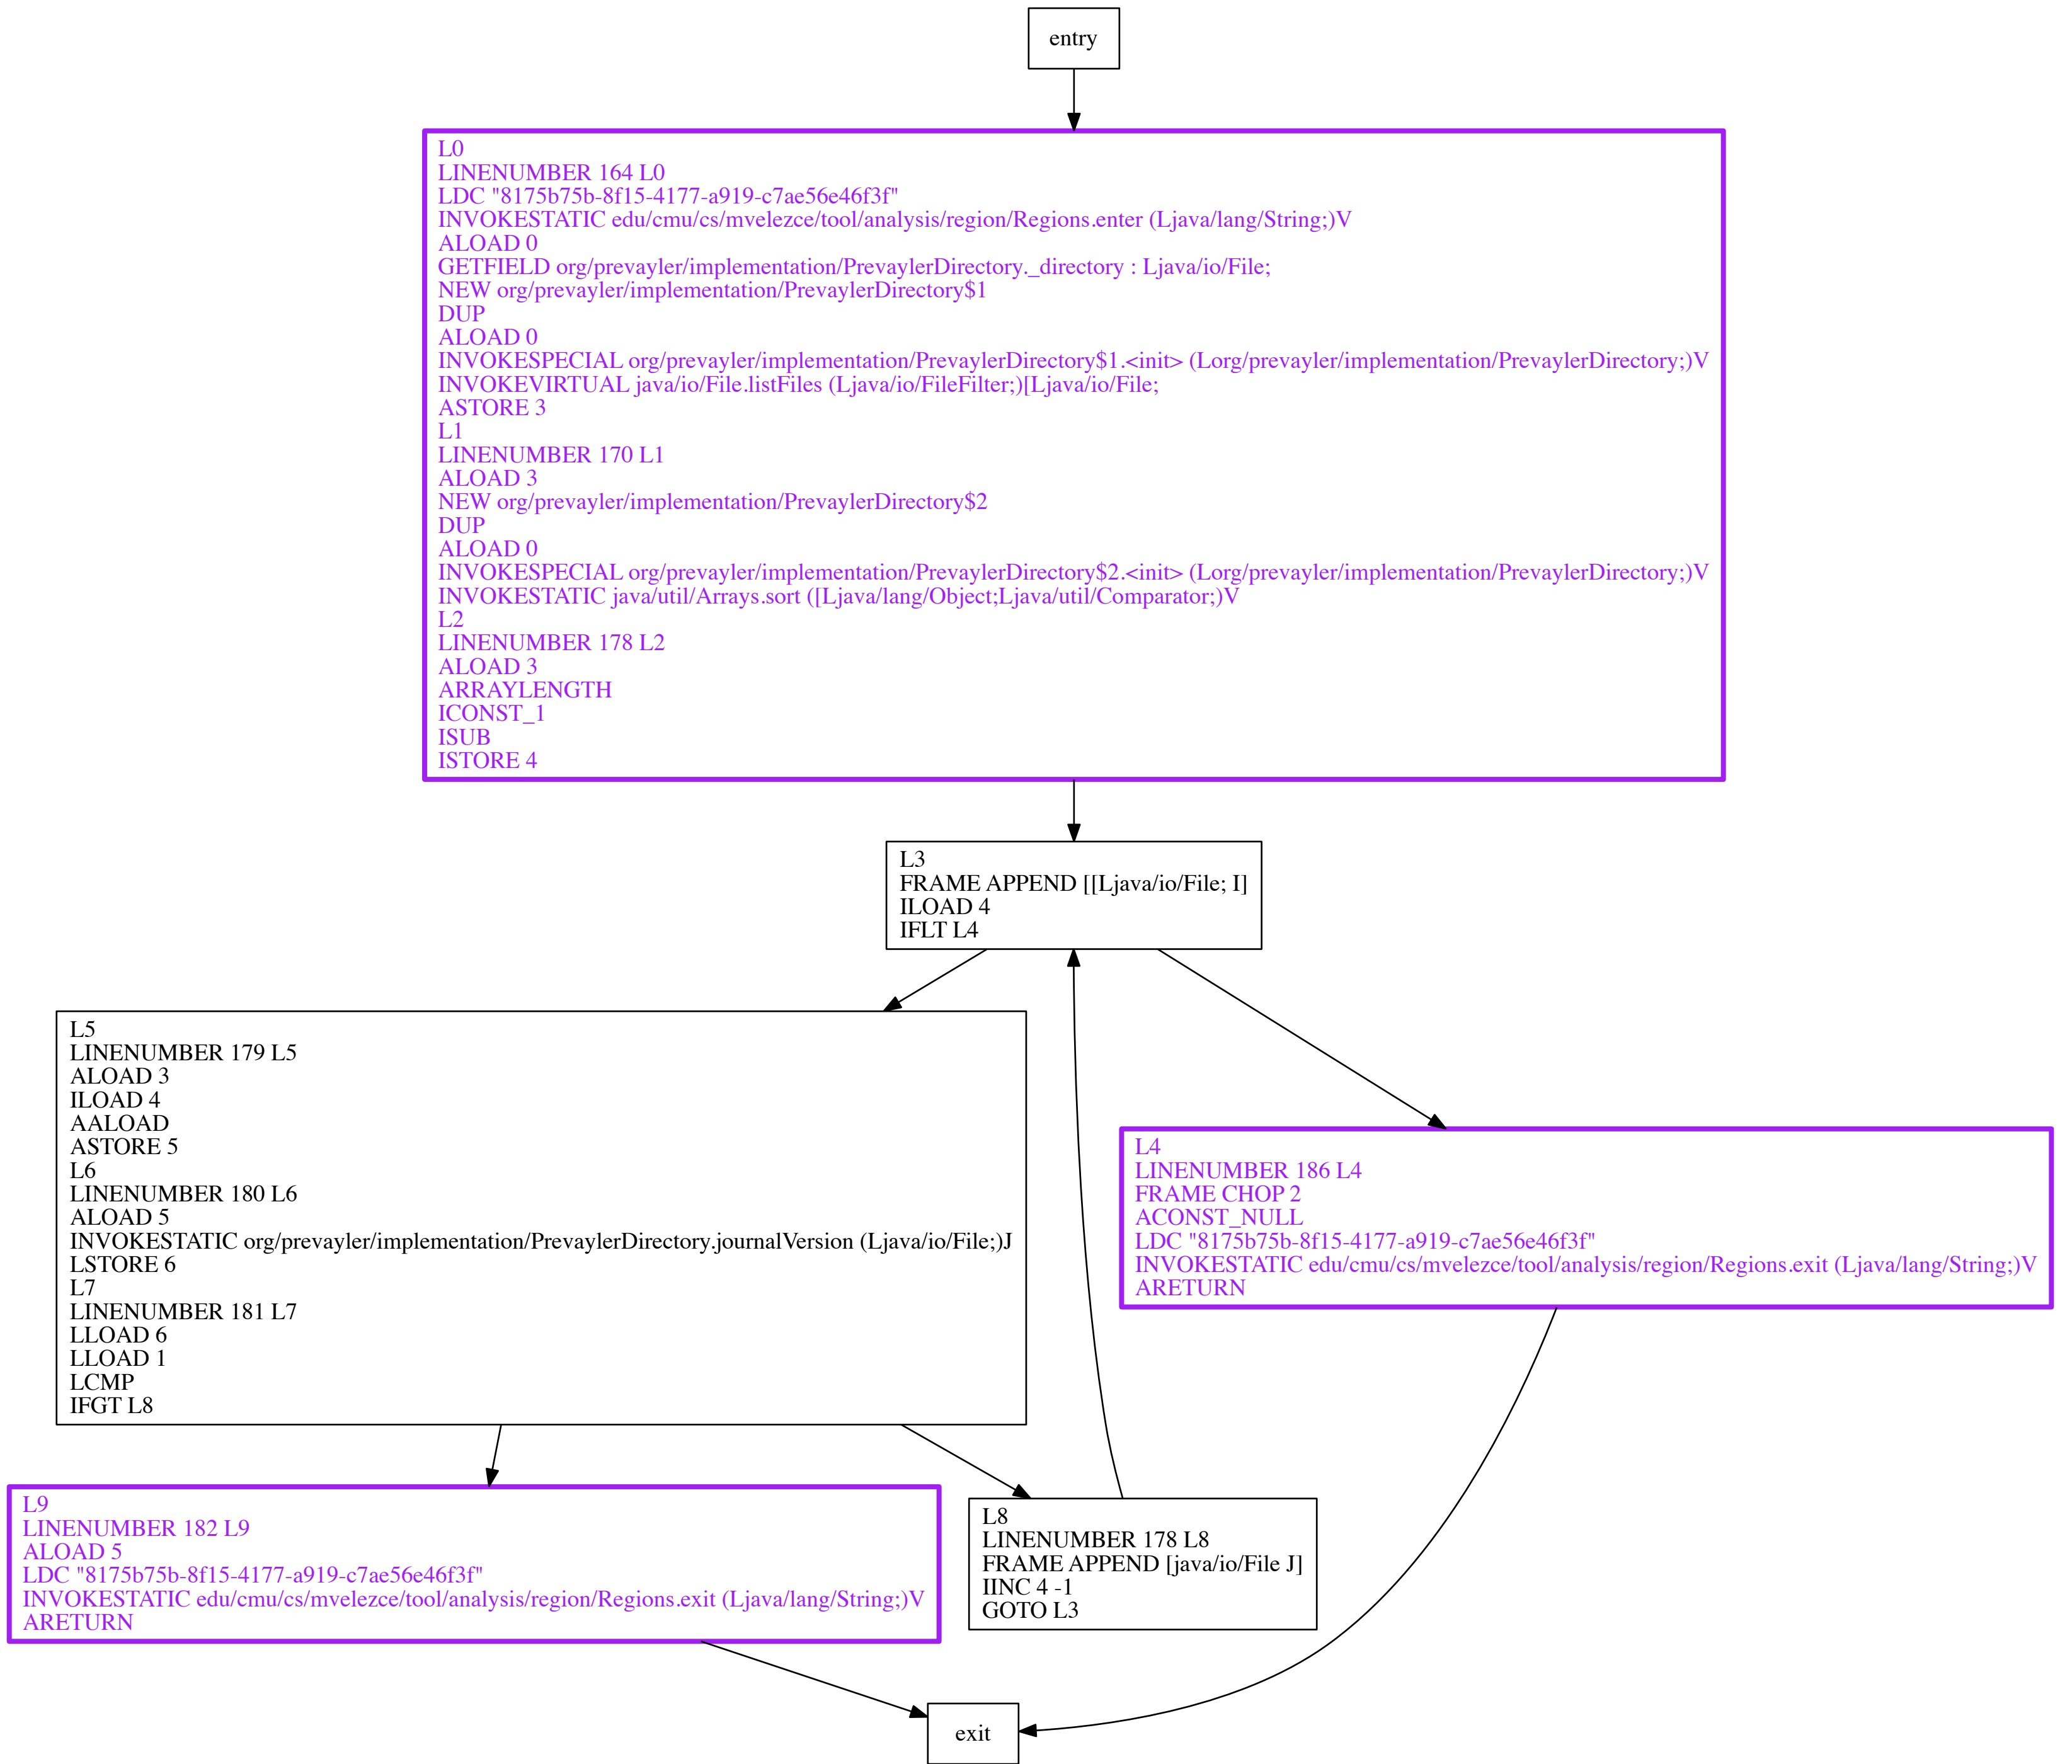 entry
L0
LINENUMBER 164 L0
LDC "8175b75b-8f15-4177-a919-c7ae56e46f3f"
INVOKESTATIC edu/cmu/cs/mvelezce/tool/analysis/region/Regions.enter (Ljava/lang/String;)V
ALOAD 0
GETFIELD org/prevayler/implementation/PrevaylerDirectory._directory : Ljava/io/File;
NEW org/prevayler/implementation/PrevaylerDirectory$1
DUP
ALOAD 0
INVOKESPECIAL org/prevayler/implementation/PrevaylerDirectory$1.<init> (Lorg/prevayler/implementation/PrevaylerDirectory;)V
INVOKEVIRTUAL java/io/File.listFiles (Ljava/io/FileFilter;)[Ljava/io/File;
ASTORE 3
L1
LINENUMBER 170 L1
ALOAD 3
NEW org/prevayler/implementation/PrevaylerDirectory$2
DUP
ALOAD 0
INVOKESPECIAL org/prevayler/implementation/PrevaylerDirectory$2.<init> (Lorg/prevayler/implementation/PrevaylerDirectory;)V
INVOKESTATIC java/util/Arrays.sort ([Ljava/lang/Object;Ljava/util/Comparator;)V
L2
LINENUMBER 178 L2
ALOAD 3
ARRAYLENGTH
ICONST_1
ISUB
ISTORE 4
L3
FRAME APPEND [[Ljava/io/File; I]
ILOAD 4
IFLT L4
L5
LINENUMBER 179 L5
ALOAD 3
ILOAD 4
AALOAD
ASTORE 5
L6
LINENUMBER 180 L6
ALOAD 5
INVOKESTATIC org/prevayler/implementation/PrevaylerDirectory.journalVersion (Ljava/io/File;)J
LSTORE 6
L7
LINENUMBER 181 L7
LLOAD 6
LLOAD 1
LCMP
IFGT L8
L4
LINENUMBER 186 L4
FRAME CHOP 2
ACONST_NULL
LDC "8175b75b-8f15-4177-a919-c7ae56e46f3f"
INVOKESTATIC edu/cmu/cs/mvelezce/tool/analysis/region/Regions.exit (Ljava/lang/String;)V
ARETURN
L9
LINENUMBER 182 L9
ALOAD 5
LDC "8175b75b-8f15-4177-a919-c7ae56e46f3f"
INVOKESTATIC edu/cmu/cs/mvelezce/tool/analysis/region/Regions.exit (Ljava/lang/String;)V
ARETURN
L8
LINENUMBER 178 L8
FRAME APPEND [java/io/File J]
IINC 4 -1
GOTO L3
exit